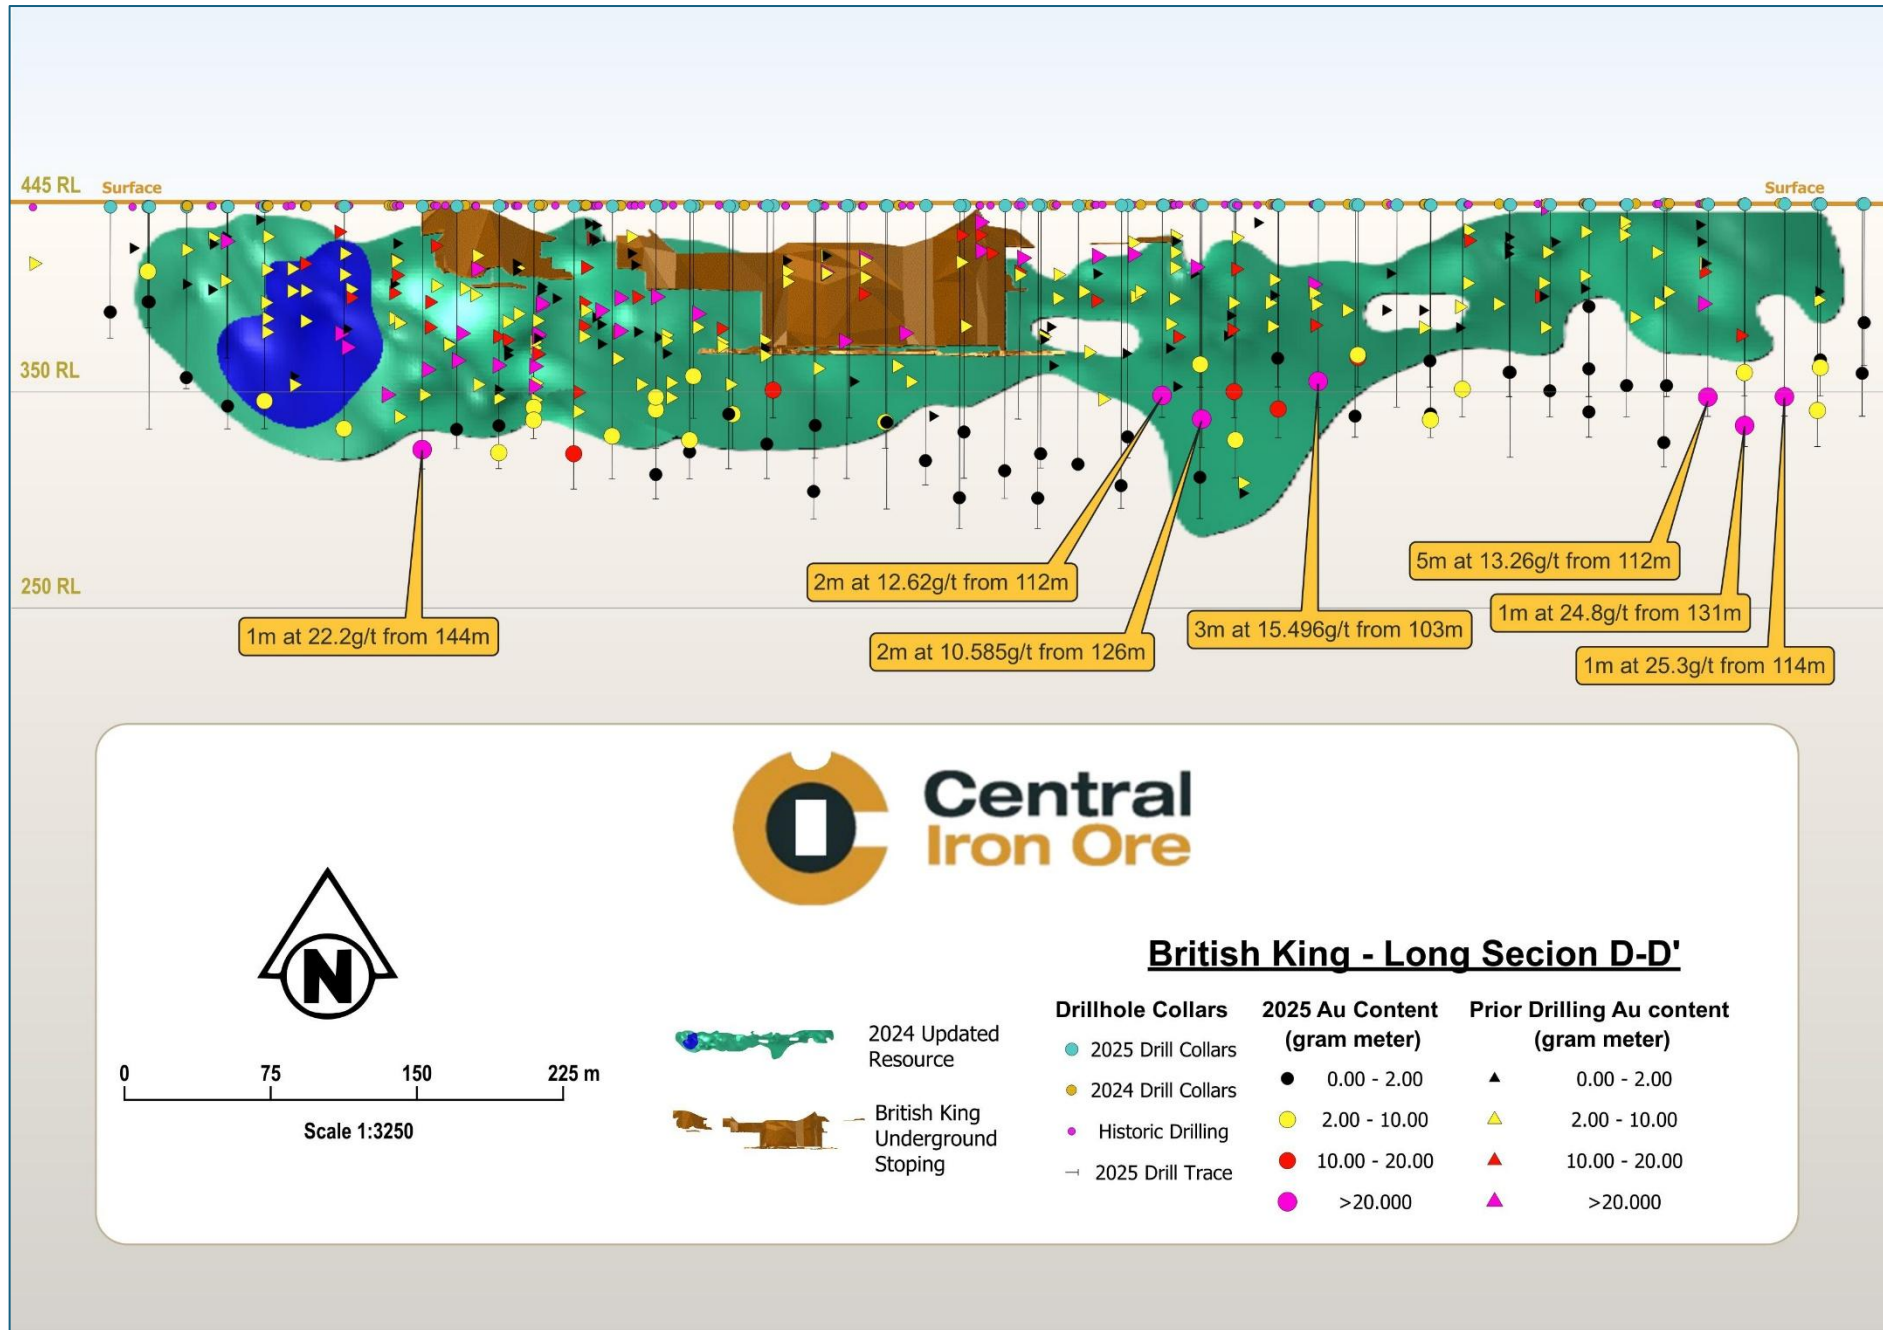 445 RL
Surface
Surface
350 RL
250 RL
1m at 22.2g/t from 144m
2m at 12.62g/t from 112m
2m at 10.585g/t from 126m
3m at 15.496g/t from 103m
5m at 13.26g/t from 112m
1m at 24.8g/t from 131m
1m at 25.3g/t from 114m
Central
Iron Ore
N
0 75 150 225 m
Scale 1:3250
British King - Long Secion D-D'
2024 Updated
Resource
British King
Underground
Stoping
Drillhole Collars
2025 Drill Collars
2024 Drill Collars
Historic Drilling
2025 Drill Trace
2025 Au Content
(gram meter)
0.00 - 2.00
2.00 - 10.00
10.00 - 20.00
>20.000
Prior Drilling Au content
(gram meter)
0.00 - 2.00
2.00 - 10.00
10.00 - 20.00
>20.000